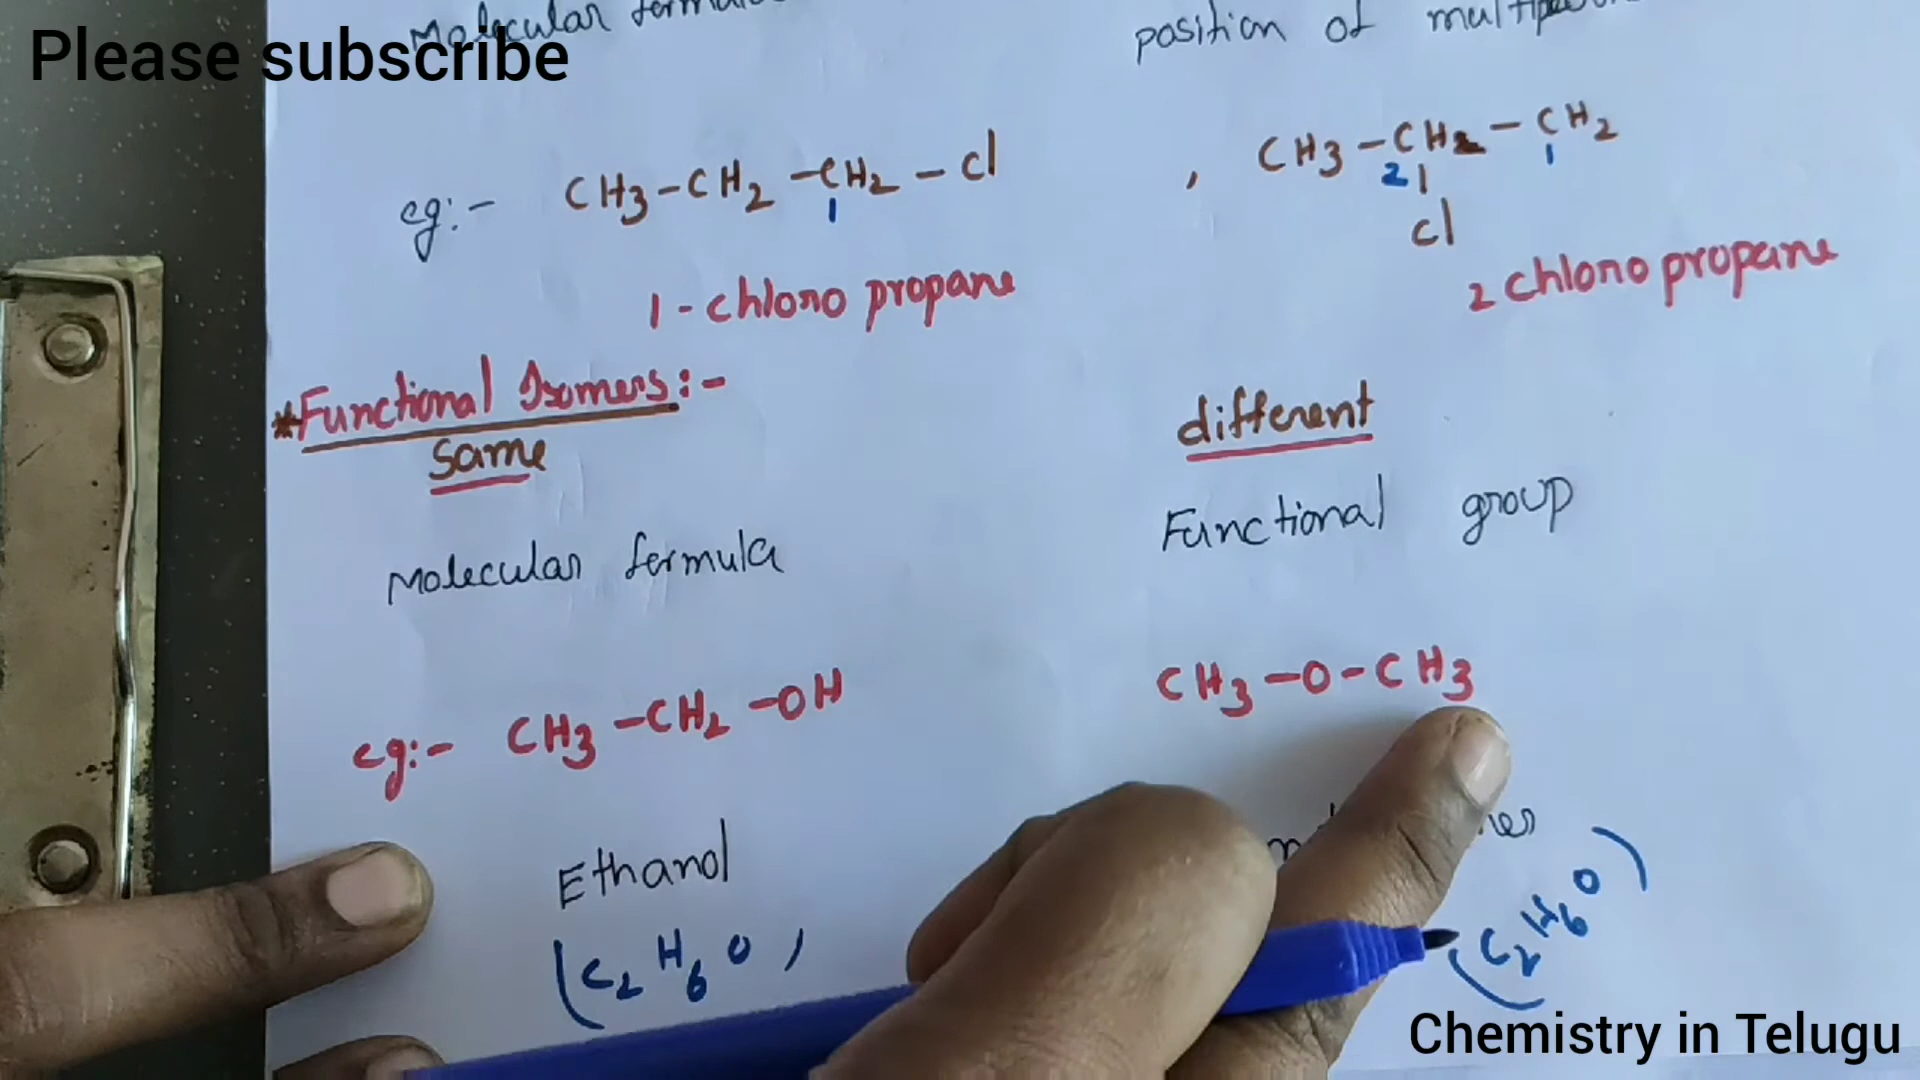 Please subscribe
Molecular
position of
eg:- CH3-CH2-CH2-Cl , CH3-CH-CH2
1 2 1
Cl
1-chloro propane 2 chloro propane
*Functional Isomers:-
Same different
Molecular formula Functional group
eg:- CH3-CH2-OH CH3-O-CH3
Ethanol
(C2H6O) (C2H6O)
Chemistry in Telugu